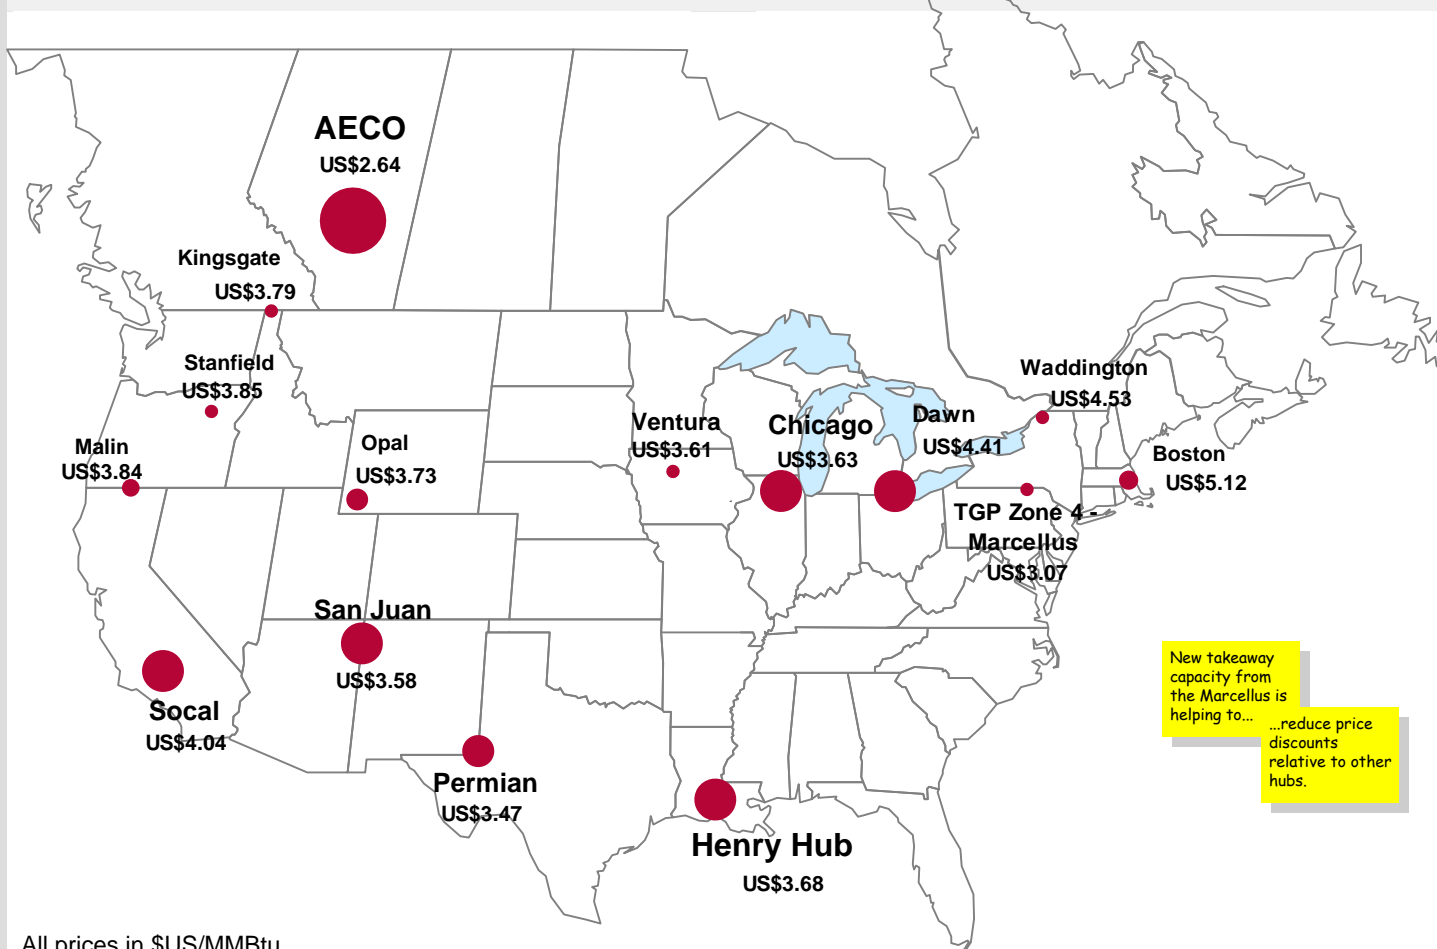 AECO
US$2.64
Kingsgate
US$3.79
Stanfield
US$3.85
Malin
US$3.84
Opal
US$3.73
Ventura
US$3.61
Chicago
US$3.63
Dawn
US$4.41
Waddington
US$4.53
Boston
US$5.12
TGP Zone 4 -
Marcellus
US$3.07
San Juan
US$3.58
Socal
US$4.04
Permian
US$3.47
Henry Hub
US$3.68
New takeaway
capacity from
the Marcellus is
helping to...
...reduce price
discounts
relative to other
hubs.
All prices in $US/MMBtu